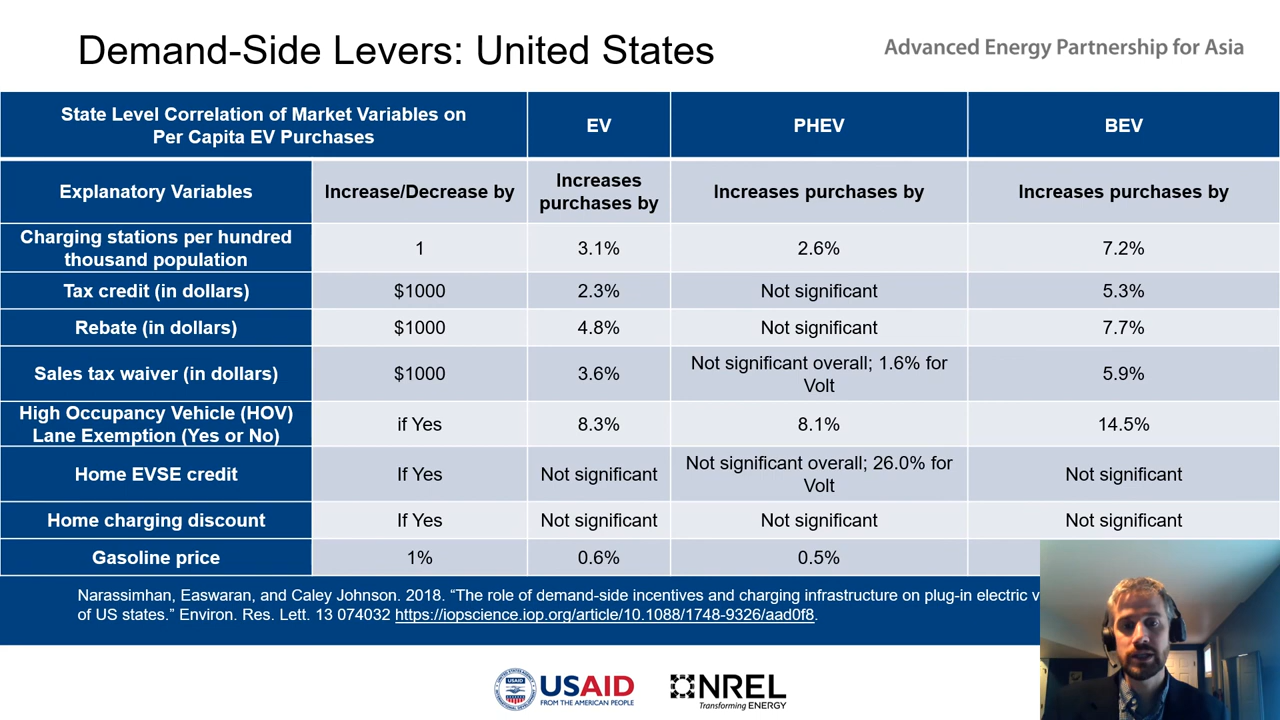 Demand-Side Levers: United States
Advanced Energy Partnership for Asia
State Level Correlation of Market Variables on
Per Capita EV Purchases
EV
PHEV
BEV
Explanatory Variables
Increase/Decrease by
Increases
purchases by
Increases purchases by
Increases purchases by
Charging stations per hundred
thousand population
1
3.1%
2.6%
7.2%
Tax credit (in dollars)
$1000
2.3%
Not significant
5.3%
Rebate (in dollars)
$1000
4.8%
Not significant
7.7%
Sales tax waiver (in dollars)
$1000
3.6%
Not significant overall; 1.6% for
Volt
5.9%
High Occupancy Vehicle (HOV)
Lane Exemption (Yes or No)
if Yes
8.3%
8.1%
14.5%
Home EVSE credit
If Yes
Not significant
Not significant overall; 26.0% for
Volt
Not significant
Home charging discount
If Yes
Not significant
Not significant
Not significant
Gasoline price
1%
0.6%
0.5%
Narassimhan, Easwaran, and Caley Johnson. 2018. “The role of demand-side incentives and charging infrastructure on plug-in electric v
of US states.” Environ. Res. Lett. 13 074032 https://iopscience.iop.org/article/10.1088/1748-9326/aad0f8.
USAID
FROM THE AMERICAN PEOPLE
NREL
Transforming ENERGY